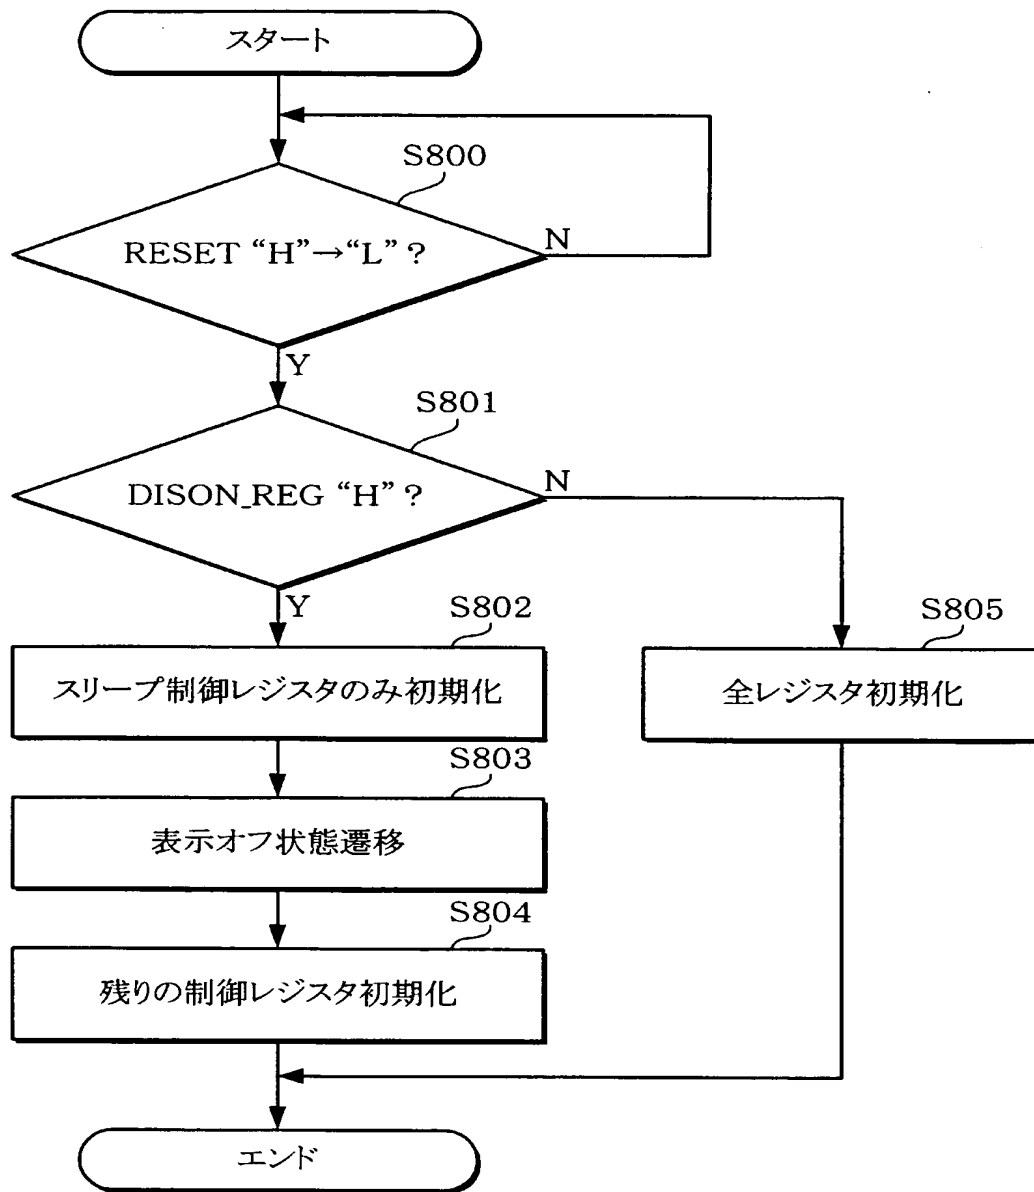 スタート
S800
RESET “H”→“L” ?
N
Y
S801
DISON_REG “H” ?
N
Y
S802
スリープ制御レジスタのみ初期化
S805
全レジスタ初期化
S803
表示オフ状態遷移
S804
残りの制御レジスタ初期化
エンド